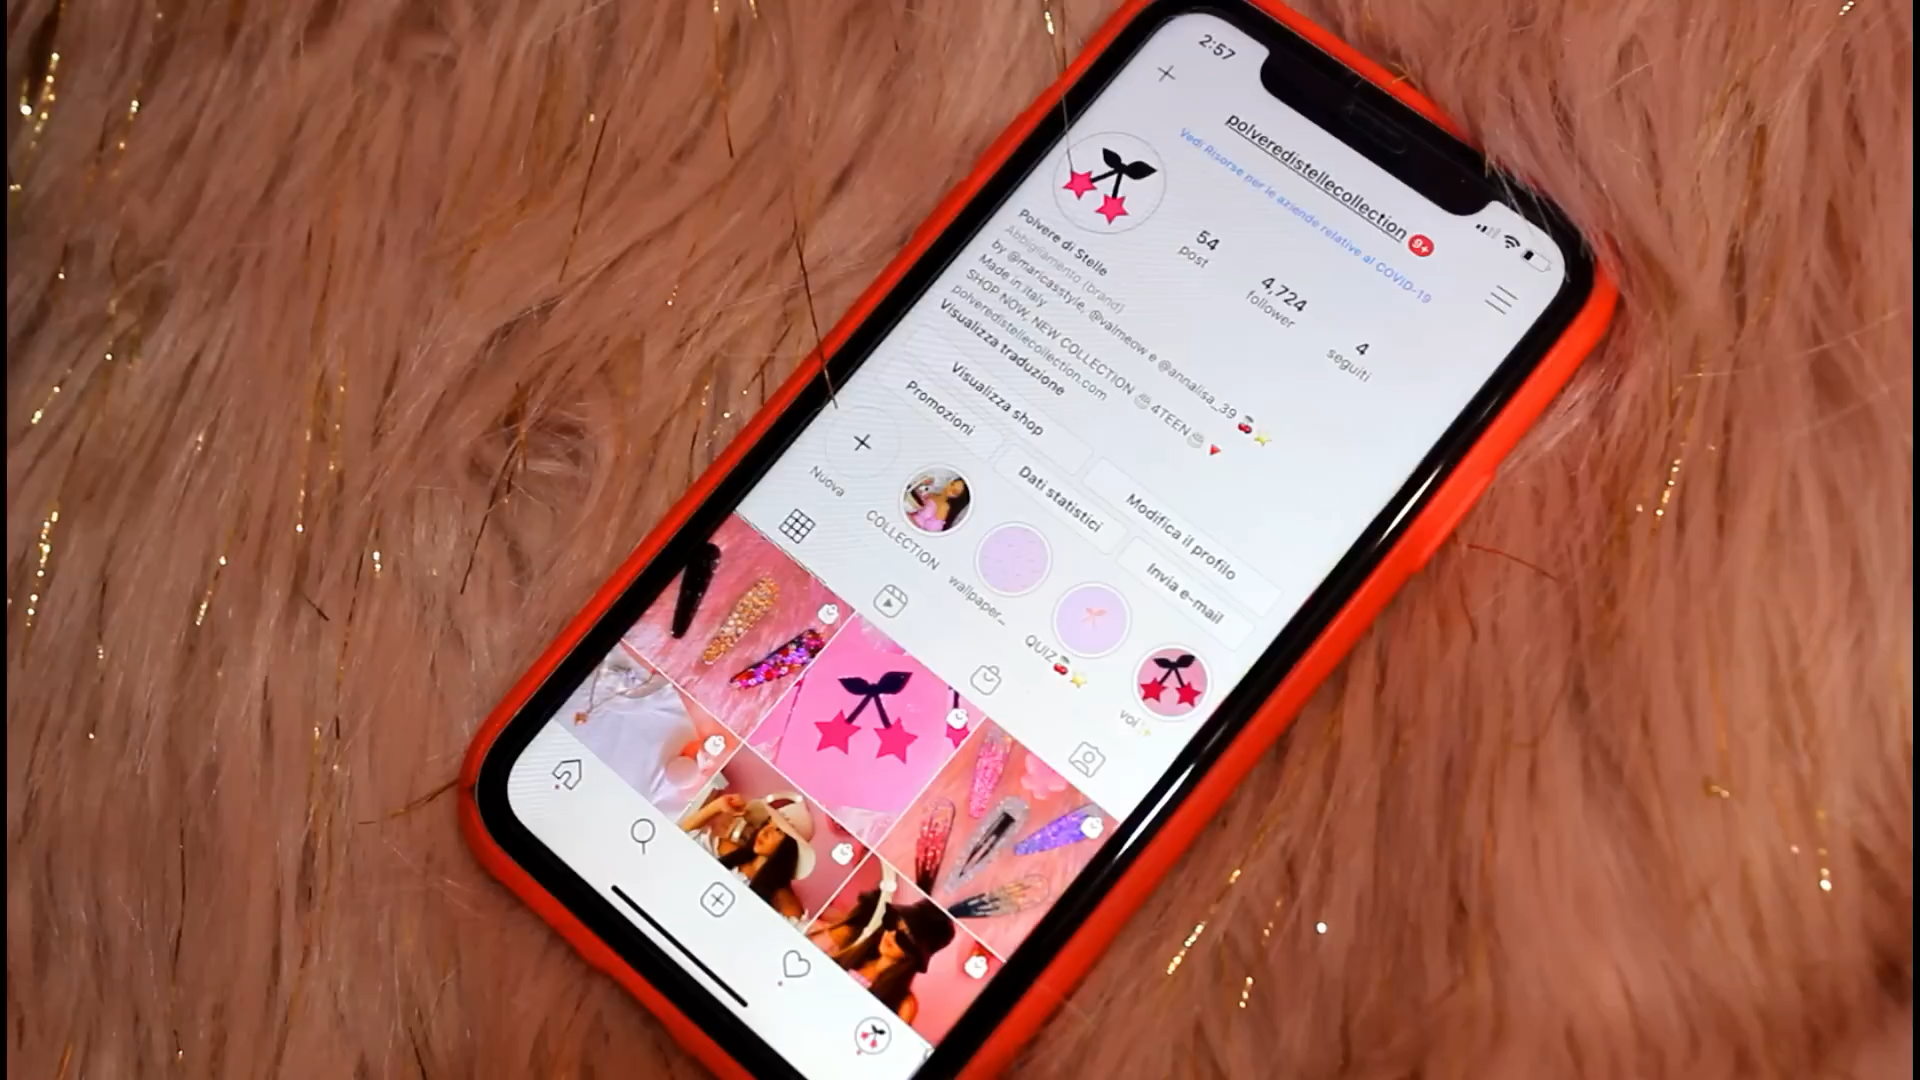 2:57
polveredistellecollection 9+
Vedi Risorse per le aziende relative al COVID-19
54
post
4,724
follower
4
seguiti
Polvere di Stelle
Abbigliamento (brand)
by @maricasstyle, @valmeow e @annalisa_39 🍒⭐
Made in Italy
SHOP NOW, NEW COLLECTION 4TEEN 🔻
polveredistellecollection.com
Visualizza traduzione
Visualizza shop
Modifica il profilo
Promozioni
Dati statistici
Invia e-mail
Nuova
COLLECTION
wallpaper...
QUIZ🍒⭐
voi✨